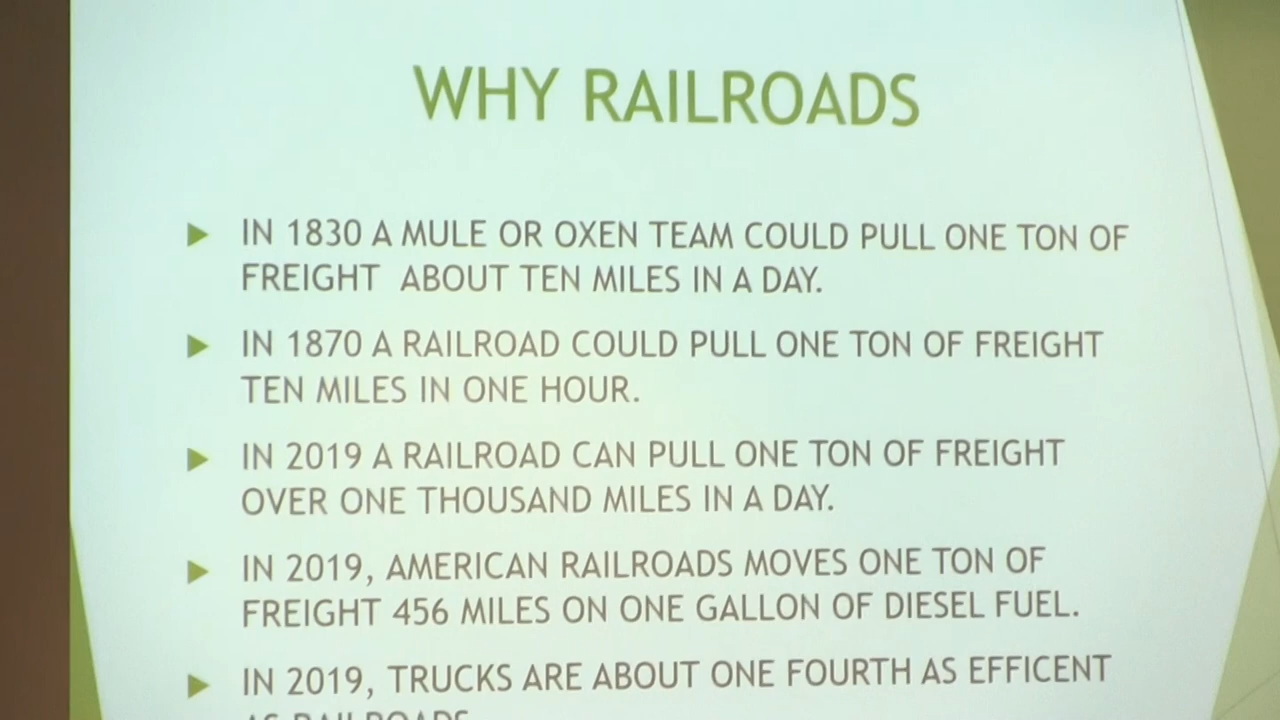 WHY RAILROADS
IN 1830 A MULE OR OXEN TEAM COULD PULL ONE TON OF
FREIGHT ABOUT TEN MILES IN A DAY.
IN 1870 A RAILROAD COULD PULL ONE TON OF FREIGHT
TEN MILES IN ONE HOUR.
IN 2019 A RAILROAD CAN PULL ONE TON OF FREIGHT
OVER ONE THOUSAND MILES IN A DAY.
IN 2019, AMERICAN RAILROADS MOVES ONE TON OF
FREIGHT 456 MILES ON ONE GALLON OF DIESEL FUEL.
IN 2019, TRUCKS ARE ABOUT ONE FOURTH AS EFFICENT
AS RAILROADS